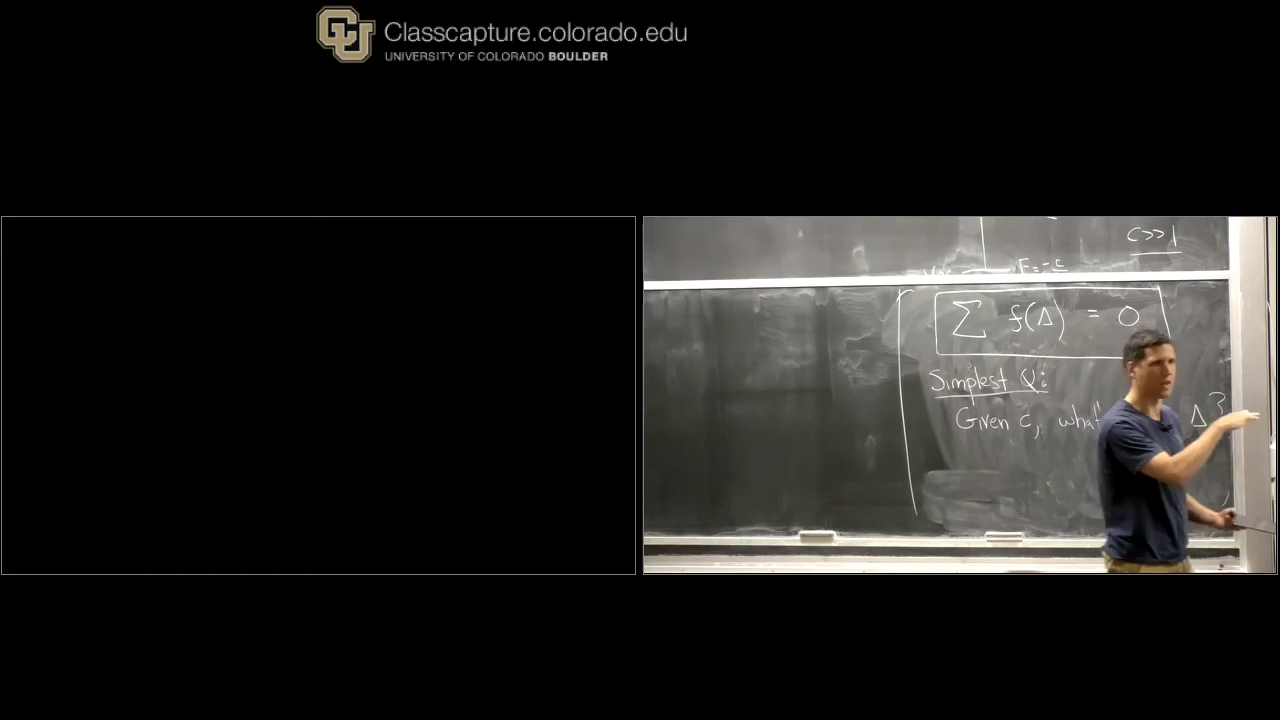 Classcapture.colorado.edu
UNIVERSITY OF COLORADO BOULDER
c>>1
∑ f(Δ) = 0
Simplest Q:
Given c, what Δ?